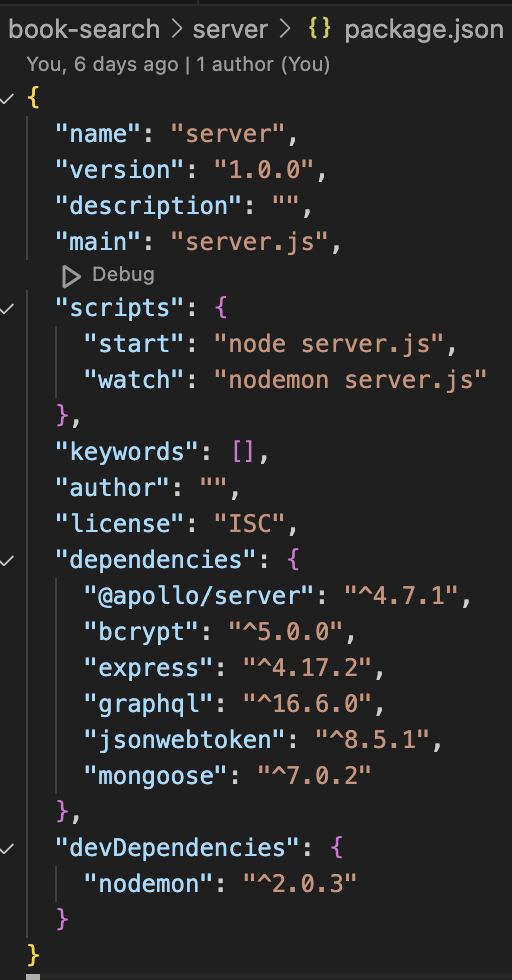 book-search > server > {} package.json
You, 6 days ago | 1 author (You)
{
"name": "server",
"version": "1.0.0",
"description": "",
"main": "server.js",
Debug
"scripts": {
"start": "node server.js",
"watch": "nodemon server.js"
},
"keywords": [],
"author": "",
"license": "ISC",
"dependencies": {
"@apollo/server": "^4.7.1",
"bcrypt": "^5.0.0",
"express": "^4.17.2",
"graphql": "^16.6.0",
"jsonwebtoken": "^8.5.1",
"mongoose": "^7.0.2"
},
"devDependencies": {
"nodemon": "^2.0.3"
}
}